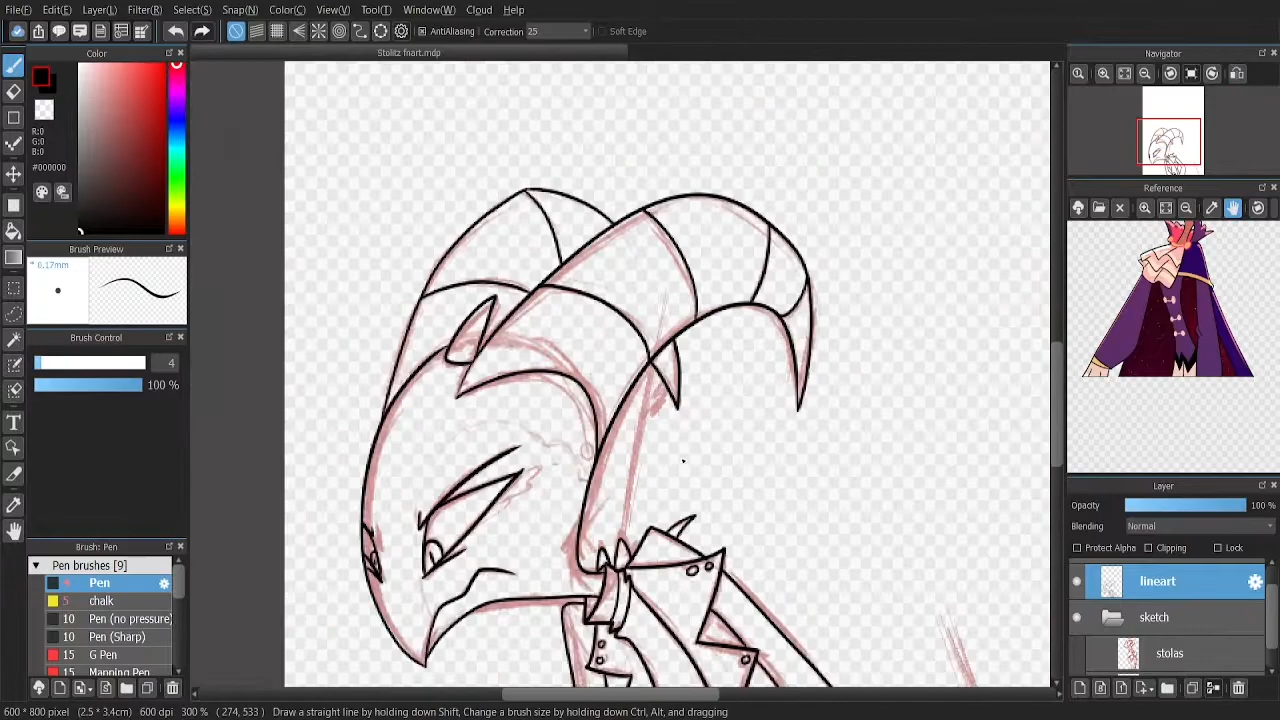 File(F) Edit(E) Layer(L) Filter(R) Select(S) Snap(N) Color(C) View(V) Tool(T) Window(W) Cloud Help
AntiAliasing Correction 25 Soft Edge
Color
Stolitz fnart.mdp
Navigator
R:0
G:0
B:0
#000000
Reference
Brush Preview
0.17mm
Brush Control
4
100 %
Layer
Opacity 100 %
Blending Normal
Protect Alpha Clipping Lock
lineart
sketch
stolas
Brush: Pen
Pen brushes [9]
Pen
5 chalk
10 Pen (no pressure)
10 Pen (Sharp)
15 G Pen
15 Mapping Pen
600 * 800 pixel (2.5 * 3.4cm) 600 dpi 300 % ( 274, 533 ) Draw a straight line by holding down Shift, Change a brush size by holding down Ctrl, Alt, and dragging